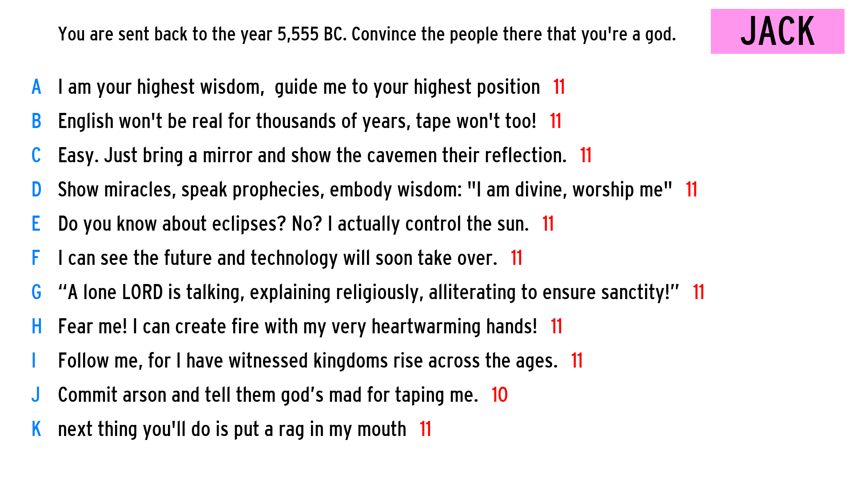 You are sent back to the year 5,555 BC. Convince the people there that you're a god.
JACK
A I am your highest wisdom, guide me to your highest position 11
B English won't be real for thousands of years, tape won't too! 11
C Easy. Just bring a mirror and show the cavemen their reflection. 11
D Show miracles, speak prophecies, embody wisdom: "I am divine, worship me" 11
E Do you know about eclipses? No? I actually control the sun. 11
F I can see the future and technology will soon take over. 11
G “A lone LORD is talking, explaining religiously, alliterating to ensure sanctity!” 11
H Fear me! I can create fire with my very heartwarming hands! 11
I Follow me, for I have witnessed kingdoms rise across the ages. 11
J Commit arson and tell them god’s mad for taping me. 10
K next thing you'll do is put a rag in my mouth 11